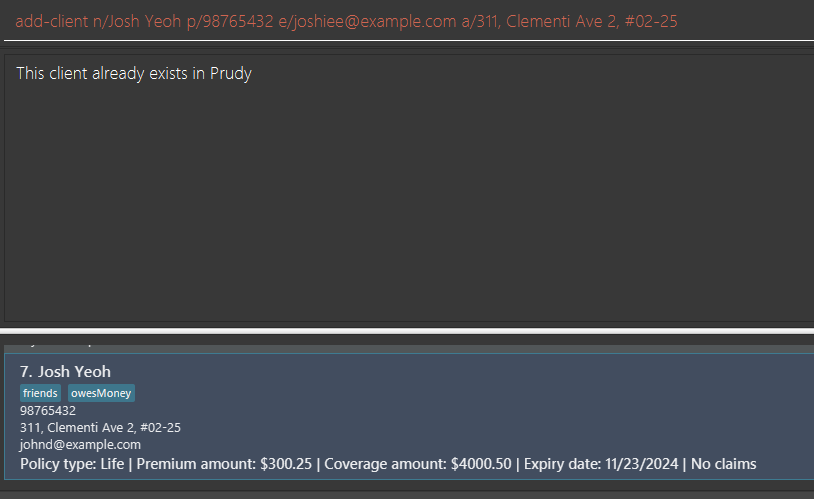 add-client n/Josh Yeoh p/98765432 e/joshiee@example.com a/311, Clementi Ave 2, #02-25
This client already exists in Prudy
7. Josh Yeoh
friends owesMoney
98765432
311, Clementi Ave 2, #02-25
johnd@example.com
Policy type: Life | Premium amount: $300.25 | Coverage amount: $4000.50 | Expiry date: 11/23/2024 | No claims